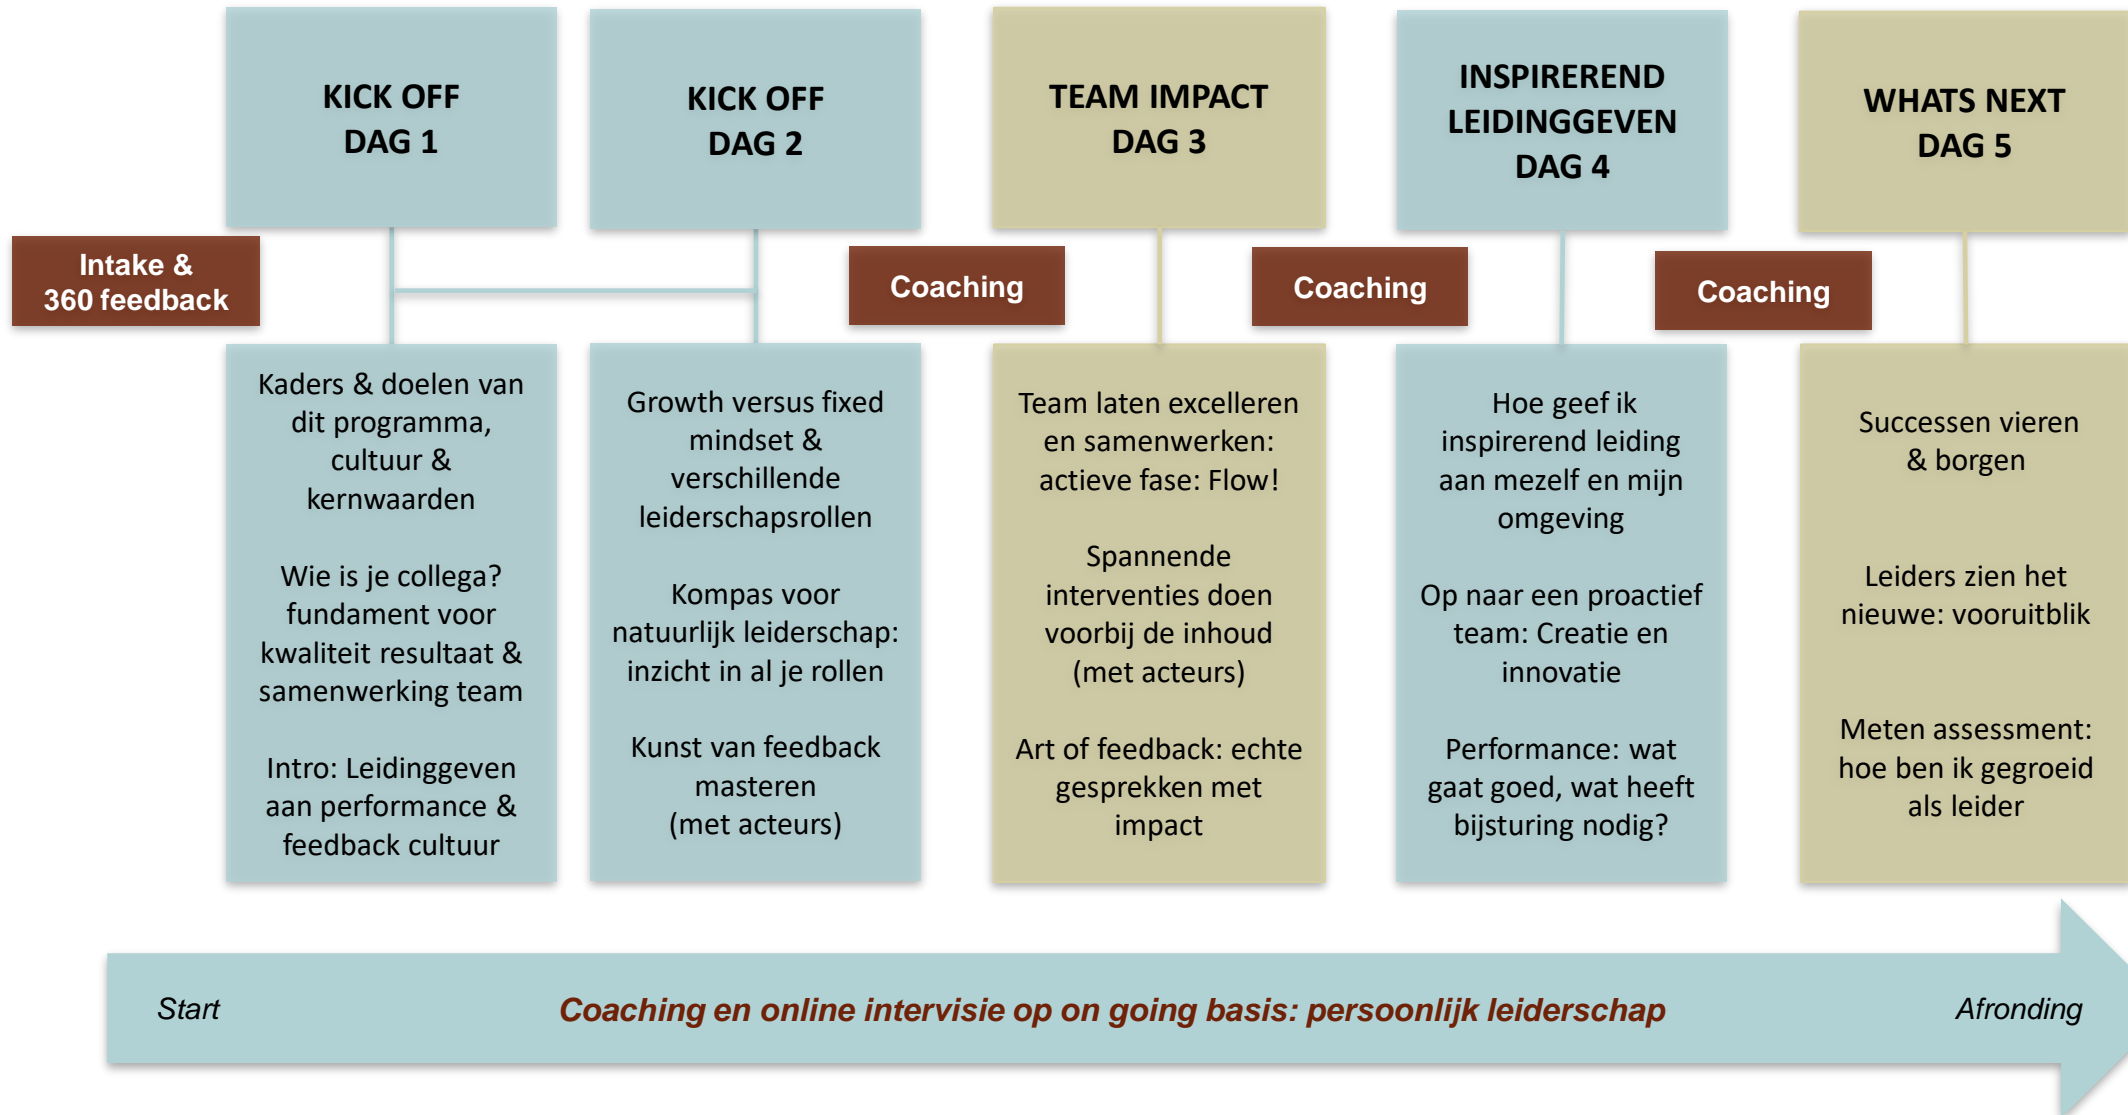 KICK OFF
DAG 1
KICK OFF
DAG 2
TEAM IMPACT
DAG 3
INSPIREREND
LEIDINGGEVEN
DAG 4
WHATS NEXT
DAG 5
Intake &
360 feedback
Coaching
Coaching
Coaching
Kaders & doelen van
dit programma,
cultuur &
kernwaarden
Wie is je collega?
fundament voor
kwaliteit resultaat &
samenwerking team
Intro: Leidinggeven
aan performance &
feedback cultuur
Growth versus fixed
mindset &
verschillende
leiderschapsrollen
Kompas voor
natuurlijk leiderschap:
inzicht in al je rollen
Kunst van feedback
masteren
(met acteurs)
Team laten excelleren
en samenwerken:
actieve fase: Flow!
Spannende
interventies doen
voorbij de inhoud
(met acteurs)
Art of feedback: echte
gesprekken met
impact
Hoe geef ik
inspirerend leiding
aan mezelf en mijn
omgeving
Op naar een proactief
team: Creatie en
innovatie
Performance: wat
gaat goed, wat heeft
bijsturing nodig?
Successen vieren
& borgen
Leiders zien het
nieuwe: vooruitblik
Meten assessment:
hoe ben ik gegroeid
als leider
Start
Coaching en online intervisie op on going basis: persoonlijk leiderschap
Afronding